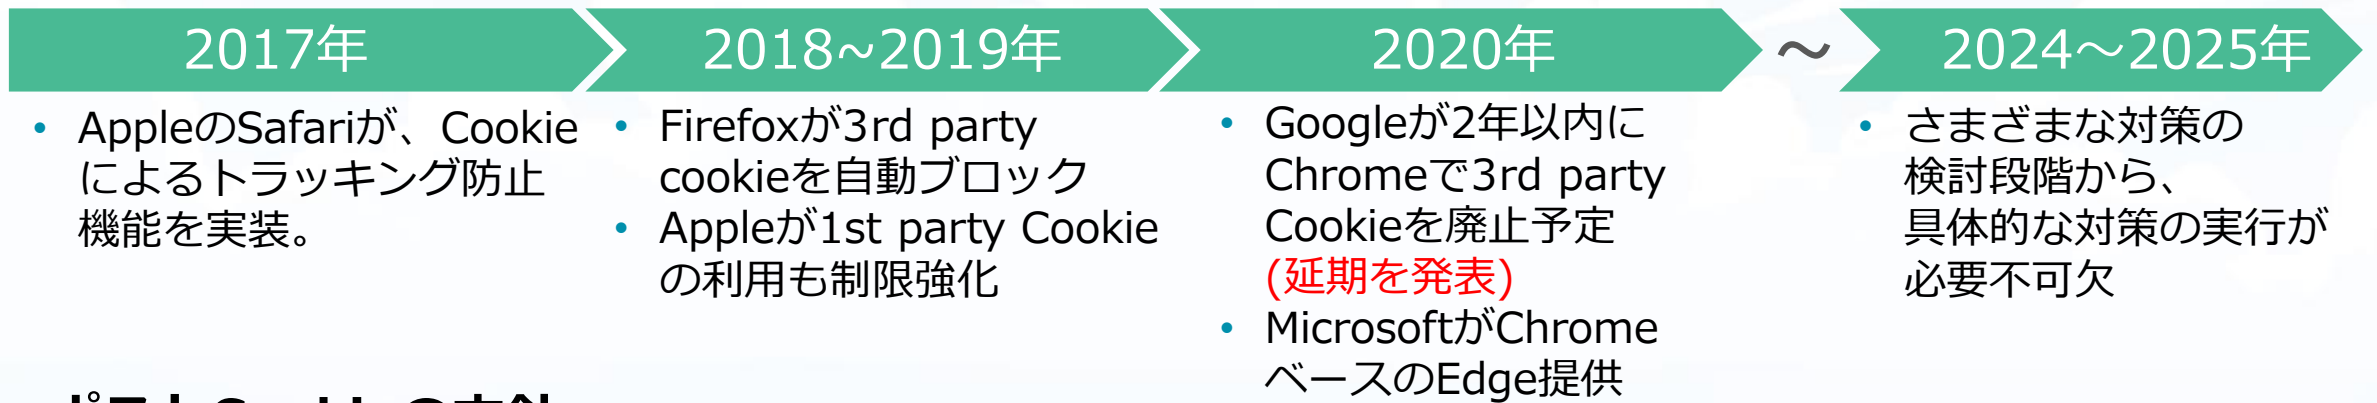 2017年
2018~2019年
2020年
～
2024～2025年
• AppleのSafariが、Cookie
によるトラッキング防止
機能を実装。
• Firefoxが3rd party
cookieを自動ブロック
• Appleが1st party Cookie
の利用も制限強化
• Googleが2年以内に
Chromeで3rd party
Cookieを廃止予定
(延期を発表)
• MicrosoftがChrome
ベースのEdge提供
• さまざまな対策の
検討段階から、
具体的な対策の実行が
必要不可欠